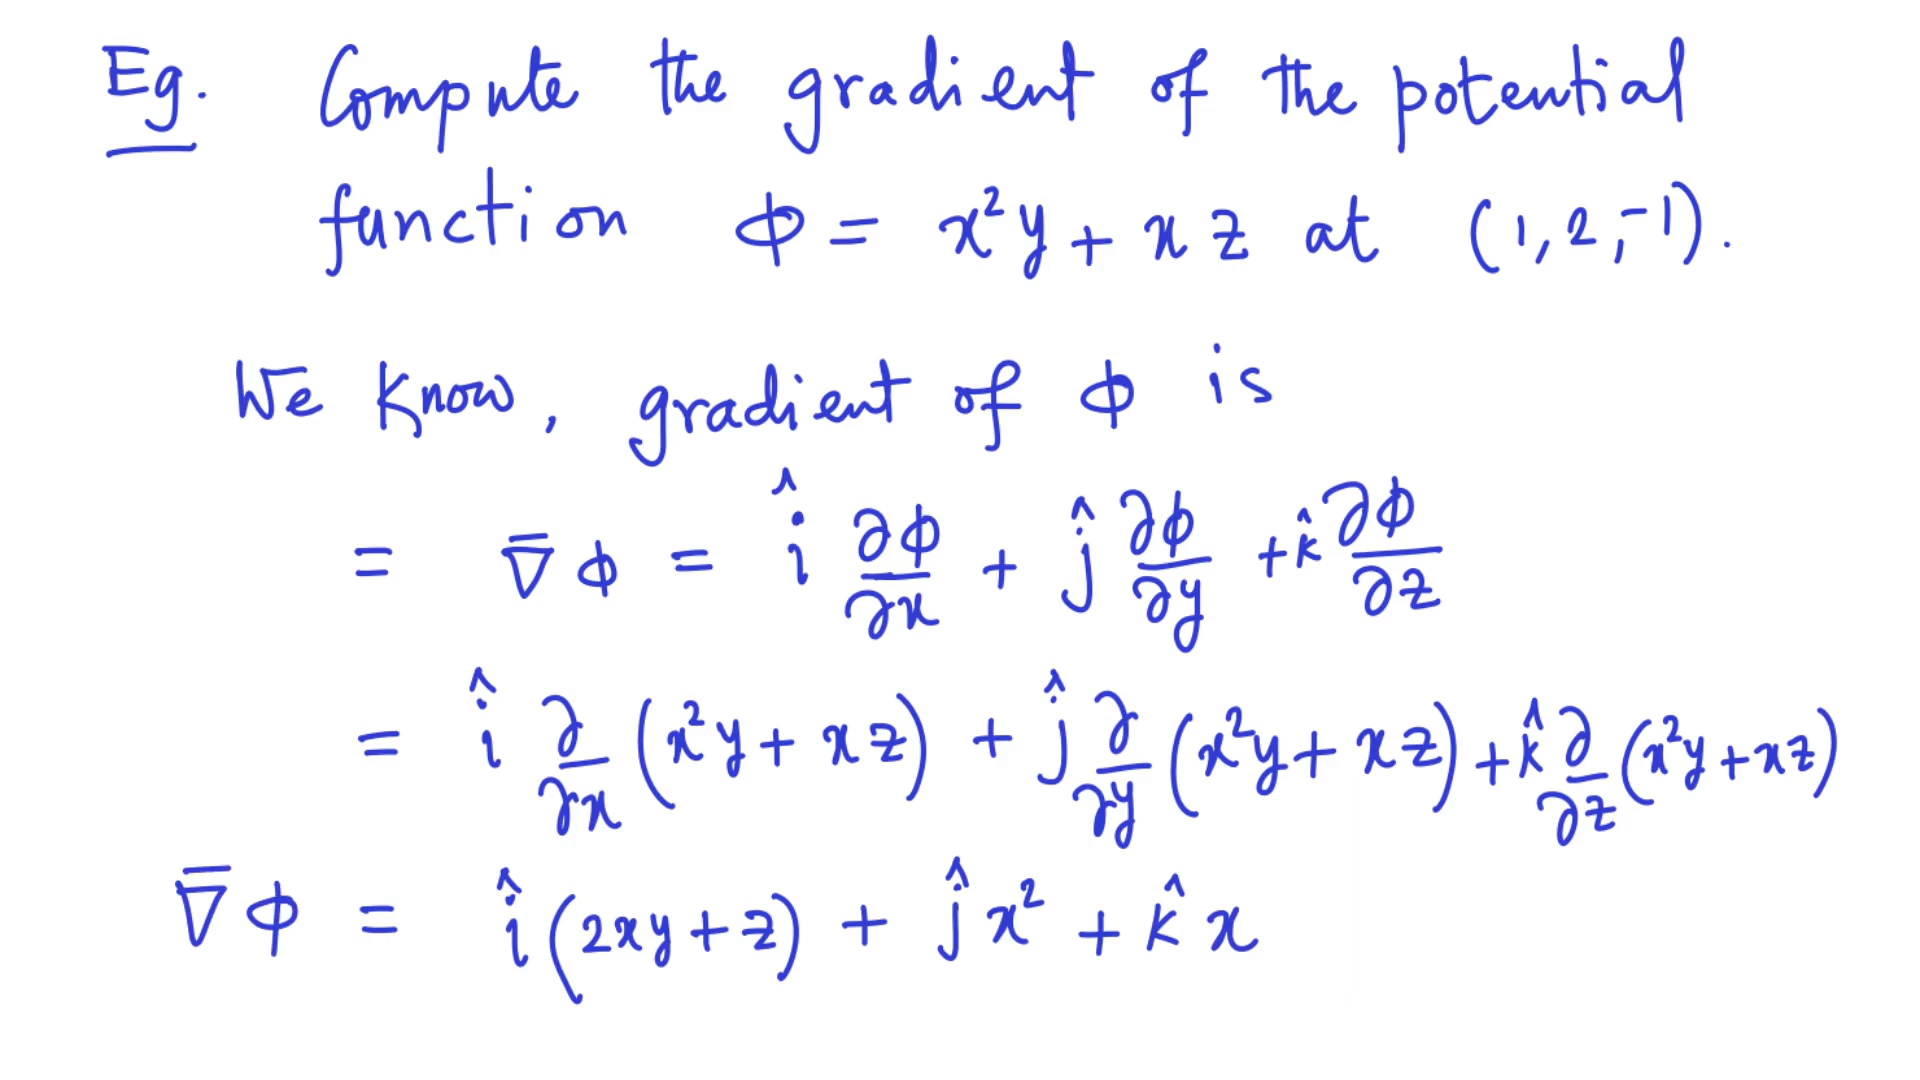 Eg. Compute the gradient of the potential
function ϕ = x²y + xz at (1, 2, -1).
We know, gradient of ϕ is
= ∇̅ϕ = î ∂ϕ/∂x + ĵ ∂ϕ/∂y + k̂ ∂ϕ/∂z
= î ∂/∂x (x²y + xz) + ĵ ∂/∂y (x²y + xz) + k̂ ∂/∂z (x²y + xz)
∇̅ϕ = î (2xy + z) + ĵ x² + k̂ x